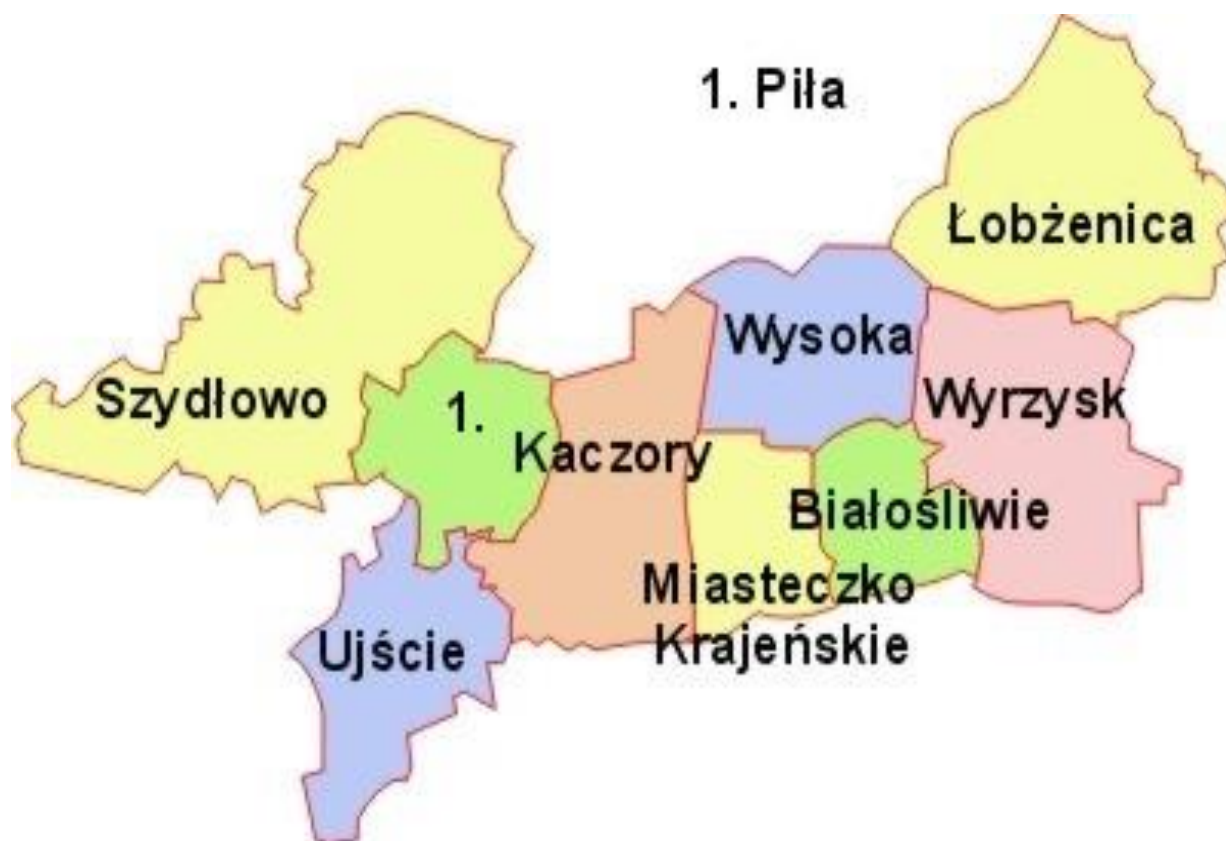 1. Piła
Łobżenica
Wysoka
Szydłowo
1.
Wyrzysk
Kaczory
Białośliwie
Miasteczko
Krajeńskie
Ujście